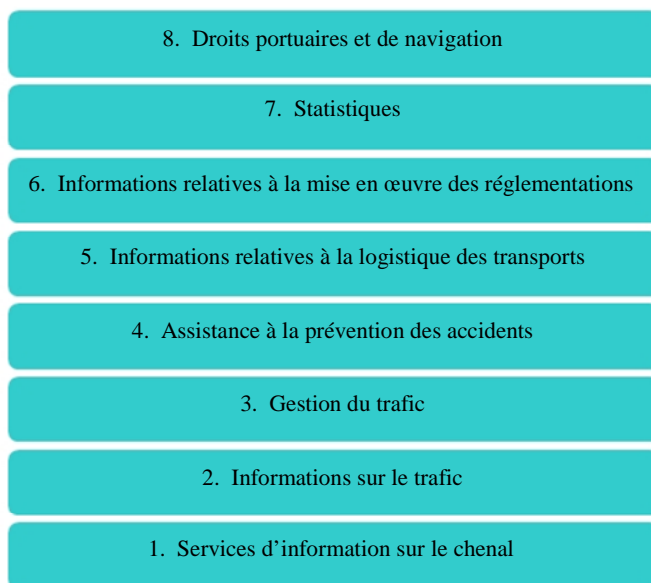 8. Droits portuaires et de navigation
7. Statistiques
6. Informations relatives à la mise en œuvre des réglementations
5. Informations relatives à la logistique des transports
4. Assistance à la prévention des accidents
3. Gestion du trafic
2. Informations sur le trafic
1. Services d’information sur le chenal